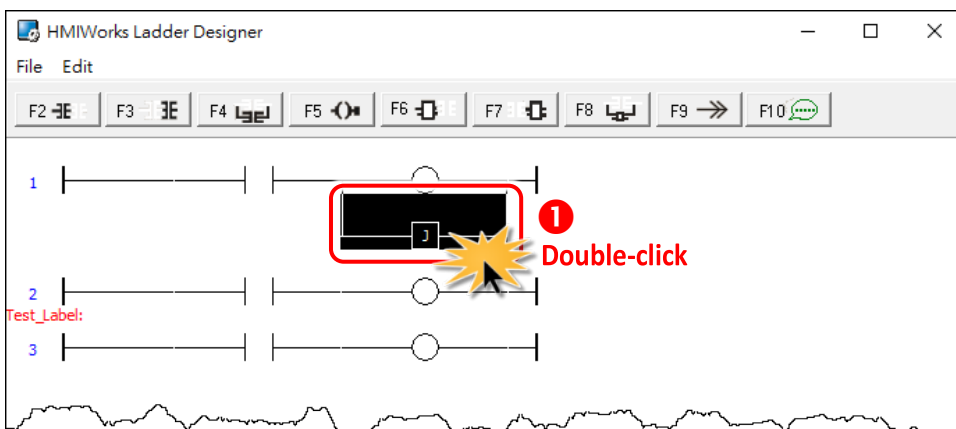 HMIWorks Ladder Designer
File Edit
F2 F3 F4 F5 F6 F7 F8 F9 F10
1
J
1
Double-click
2
Test_Label:
3